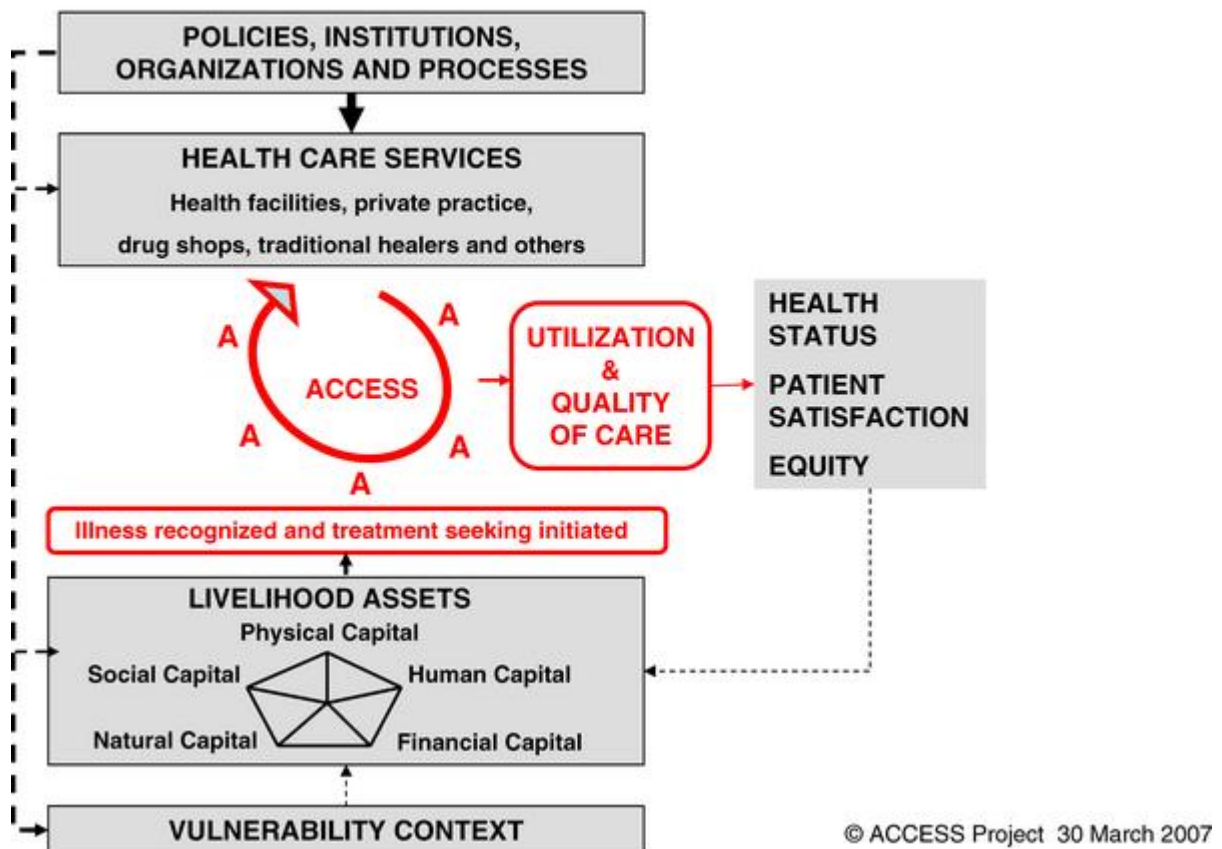 POLICIES, INSTITUTIONS,
ORGANIZATIONS AND PROCESSES
HEALTH CARE SERVICES
Health facilities, private practice,
drug shops, traditional healers and others
A
A
ACCESS
A
A
A
UTILIZATION
&
QUALITY
OF CARE
HEALTH
STATUS
PATIENT
SATISFACTION
EQUITY
Illness recognized and treatment seeking initiated
LIVELIHOOD ASSETS
Physical Capital
Social Capital
Human Capital
Natural Capital
Financial Capital
VULNERABILITY CONTEXT
© ACCESS Project 30 March 2007